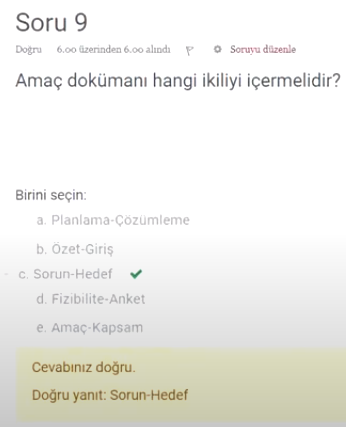 Soru 9
Doğru 6.00 üzerinden 6.00 alındı Soruyu düzenle
Amaç dokümanı hangi ikiliyi içermelidir?
Birini seçin:
a. Planlama-Çözümleme
b. Özet-Giriş
c. Sorun-Hedef
d. Fizibilite-Anket
e. Amaç-Kapsam
Cevabınız doğru.
Doğru yanıt: Sorun-Hedef